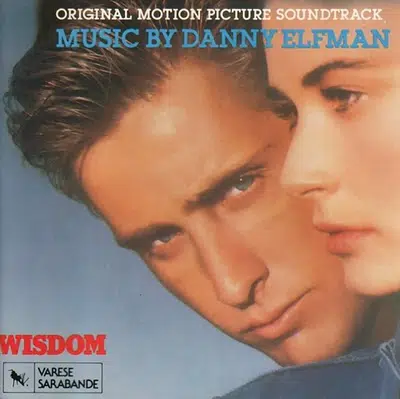 ORIGINAL MOTION PICTURE SOUNDTRACK
MUSIC BY DANNY ELFMAN
WISDOM
VARESE
SARABANDE